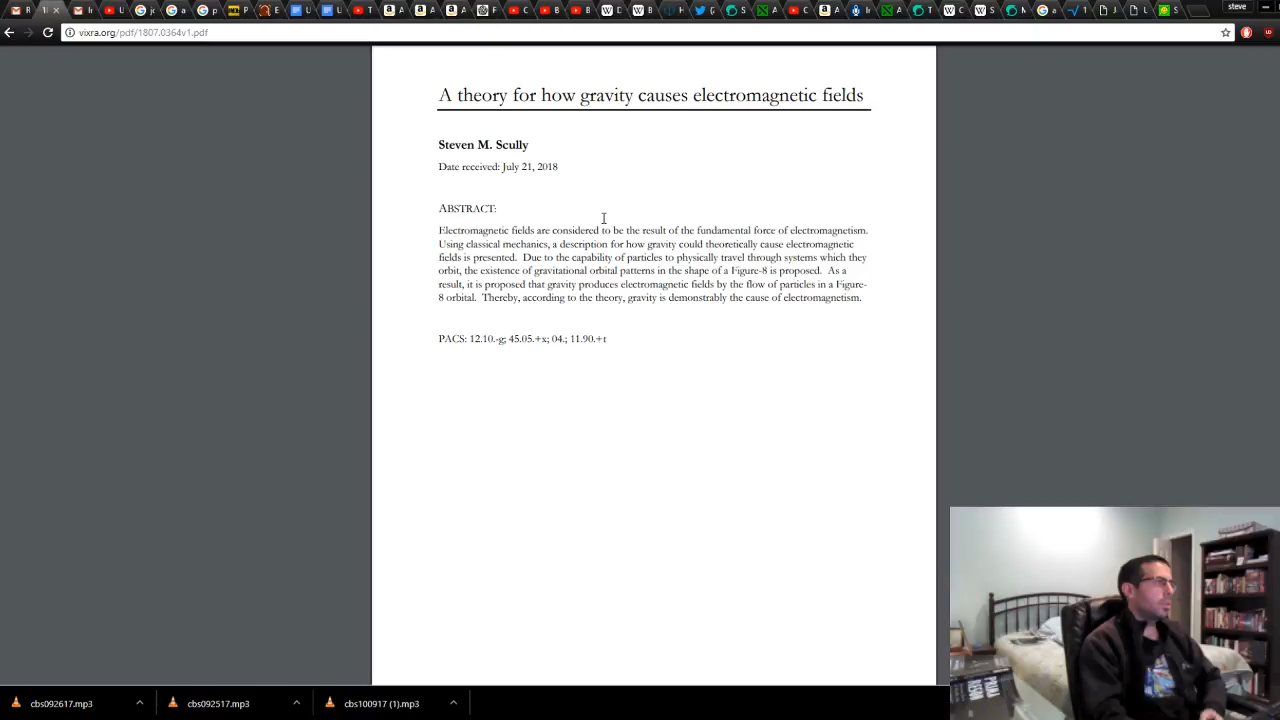 steve
vixra.org/pdf/1807.0364v1.pdf
A theory for how gravity causes electromagnetic fields
Steven M. Scully
Date received: July 21, 2018
ABSTRACT:
Electromagnetic fields are considered to be the result of the fundamental force of electromagnetism.
Using classical mechanics, a description for how gravity could theoretically cause electromagnetic
fields is presented. Due to the capability of particles to physically travel through systems which they
orbit, the existence of gravitational orbital patterns in the shape of a Figure-8 is proposed. As a
result, it is proposed that gravity produces electromagnetic fields by the flow of particles in a Figure-
8 orbital. Thereby, according to the theory, gravity is demonstrably the cause of electromagnetism.
PACS: 12.10.-g; 45.05.+x; 04.; 11.90.+t
cbs092617.mp3
cbs092517.mp3
cbs100917 (1).mp3